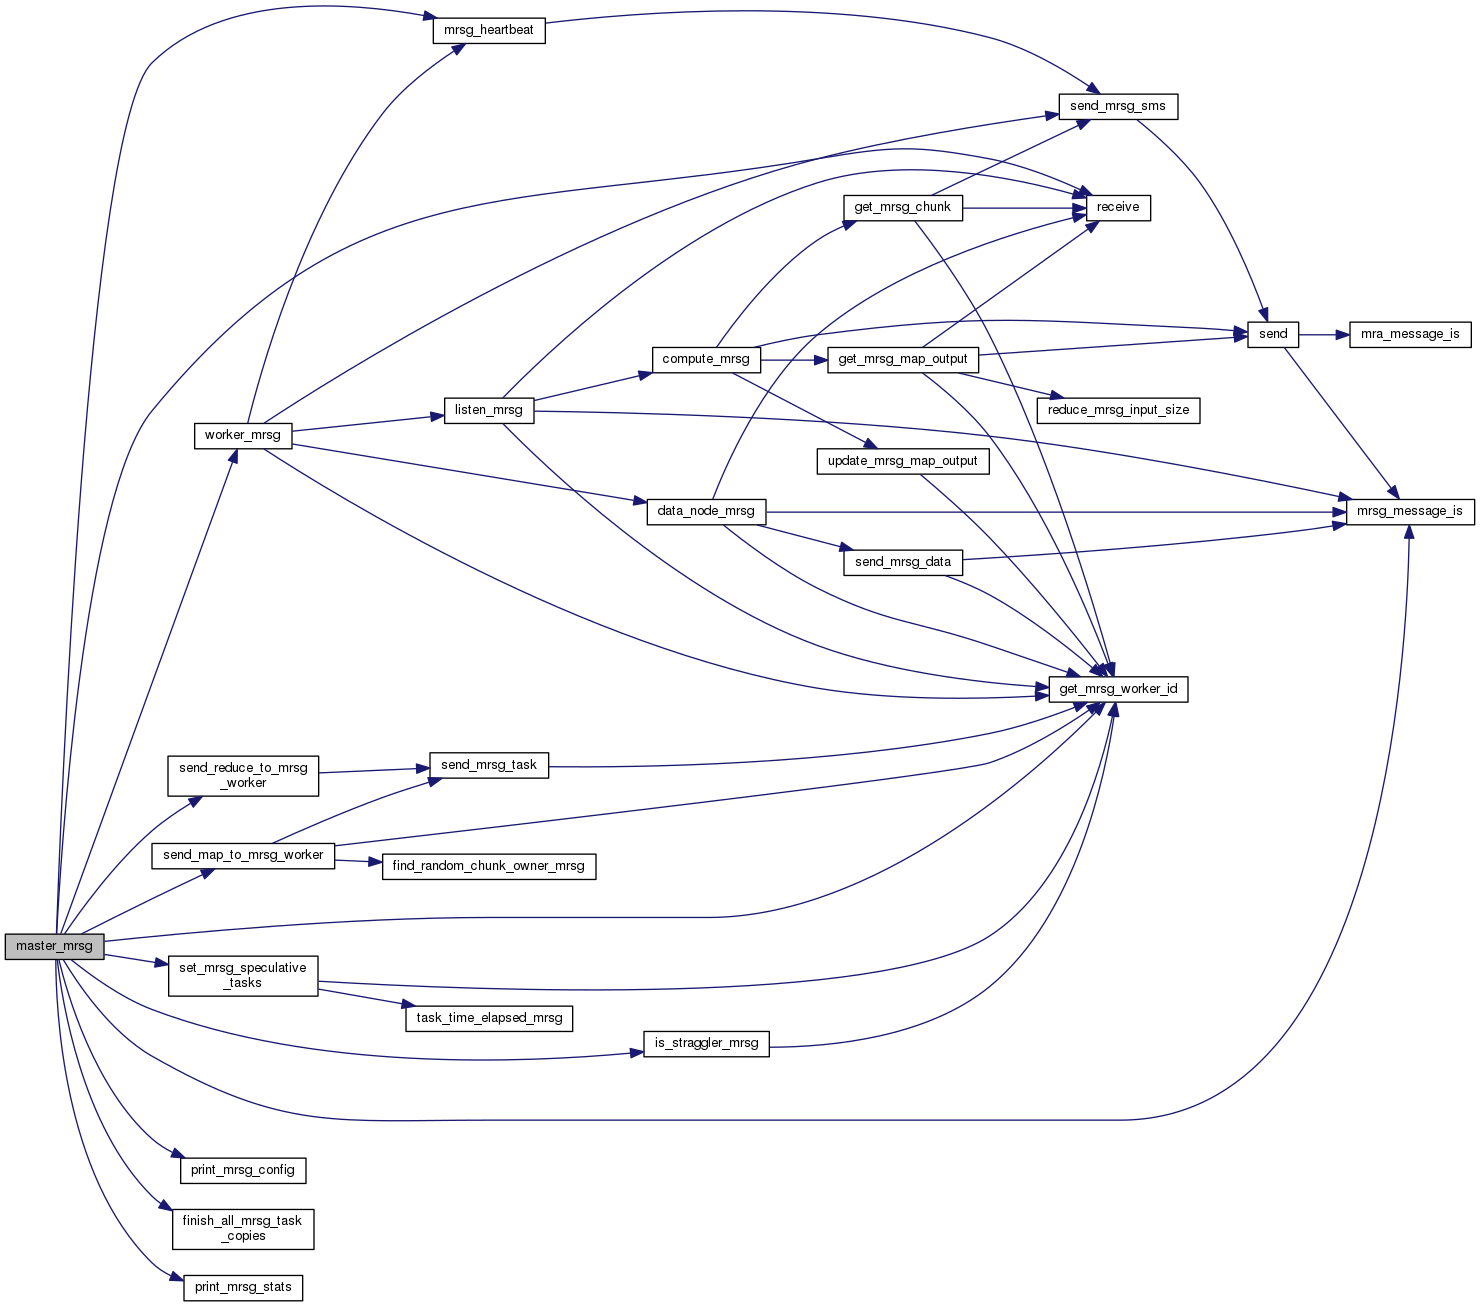 mrsg_heartbeat
send_mrsg_sms
get_mrsg_chunk
receive
send
mra_message_is
compute_mrsg
get_mrsg_map_output
listen_mrsg
reduce_mrsg_input_size
worker_mrsg
update_mrsg_map_output
data_node_mrsg
mrsg_message_is
send_mrsg_data
get_mrsg_worker_id
send_reduce_to_mrsg
_worker
send_mrsg_task
send_map_to_mrsg_worker
find_random_chunk_owner_mrsg
master_mrsg
set_mrsg_speculative
_tasks
task_time_elapsed_mrsg
is_straggler_mrsg
print_mrsg_config
finish_all_mrsg_task
_copies
print_mrsg_stats